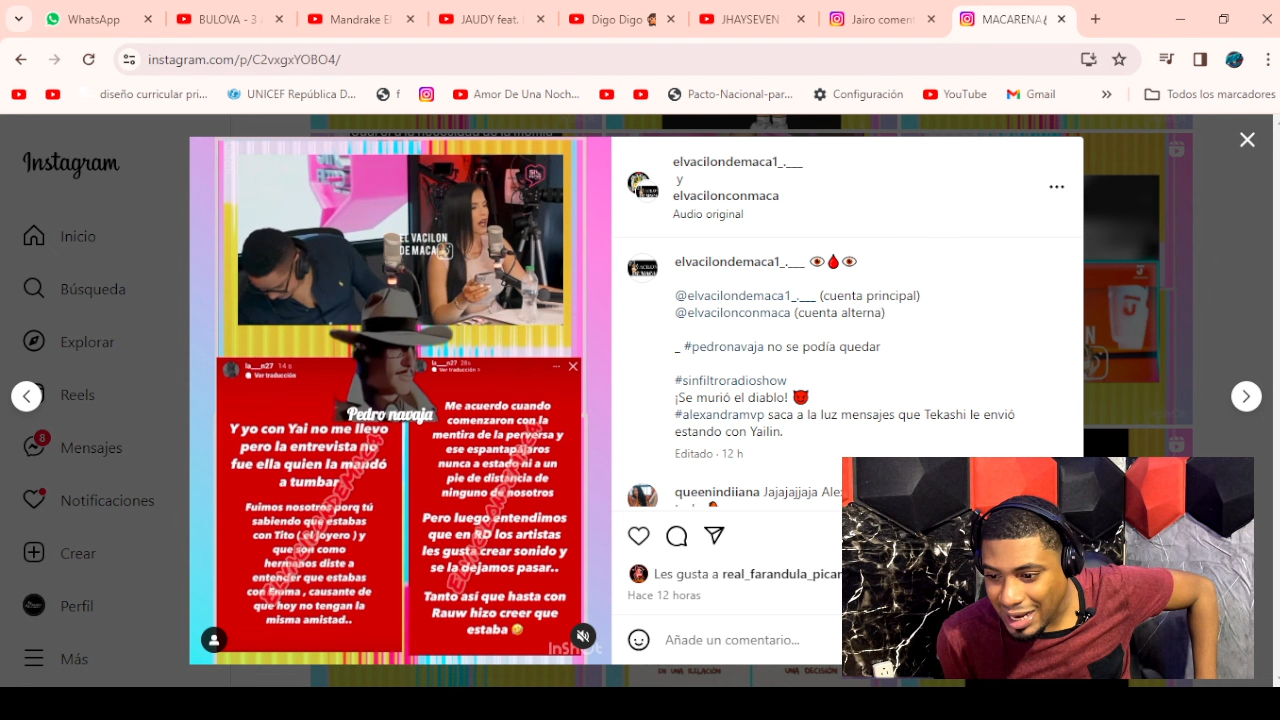 WhatsApp
BULOVA - 3
Mandrake El
JAUDY feat.
Digo Digo
JHAYSEVEN
Jairo coment
MACARENA
instagram.com/p/C2vxgxYOBO4/
diseño curricular pri...
UNICEF República D...
f
Amor De Una Noch...
Pacto-Nacional-par...
Configuración
YouTube
Gmail
Todos los marcadores
Instagram
Inicio
Búsqueda
Explorar
Reels
8
Mensajes
Notificaciones
Crear
Perfil
Más
EL VACILON
DE MACA
Pedro navaja
la___n27 14 h
Ver traducción
Y yo con Yai no me llevo
pero la entrevista no
fue ella quien la mandó
a tumbar
Fuimos nosotros porq tú
sabiendo que estabas
con Tito ( el joyero ) y
que son como
hermanos diste a
entender que estabas
con Emma , causante de
que hoy no tengan la
misma amistad..
la___n27
Ver traducción >
Me acuerdo cuando
comenzaron con la
mentira de la perversa y
ese espantapajaros
nunca a estado ni a un
pie de distancia de
ninguno de nosotros
Pero luego entendimos
que en RD los artistas
les gusta crear sonido y
se la dejamos pasar..
Tanto así que hasta con
Rauw hizo creer que
estaba 🤣
InShOt
elvacilondemaca1_.___
y
elvacilonconmaca
Audio original
elvacilondemaca1_.___ 👁️🩸👁️
@elvacilondemaca1_.___ (cuenta principal)
@elvacilonconmaca (cuenta alterna)
_ #pedronavaja no se podía quedar
#sinfiltroradioshow
¡Se murió el diablo! 😈
#alexandramvp saca a la luz mensajes que Tekashi le envió
estando con Yailin.
Editado · 12 h
queenindiiana Jajajajjaja
Les gusta a real_farandula_picar
Hace 12 horas
Añade un comentario...